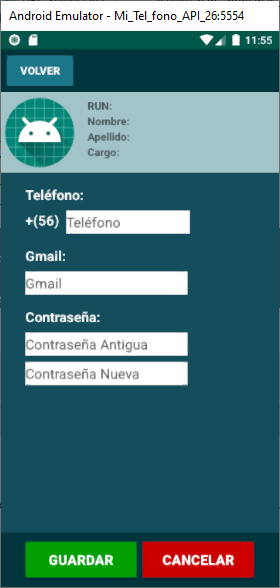 Android Emulator - Mi_Tel_fono_API_26:5554
11:55
VOLVER
RUN:
Nombre:
Apellido:
Cargo:
Teléfono:
+(56) Teléfono
Gmail:
Gmail
Contraseña:
Contraseña Antigua
Contraseña Nueva
GUARDAR CANCELAR